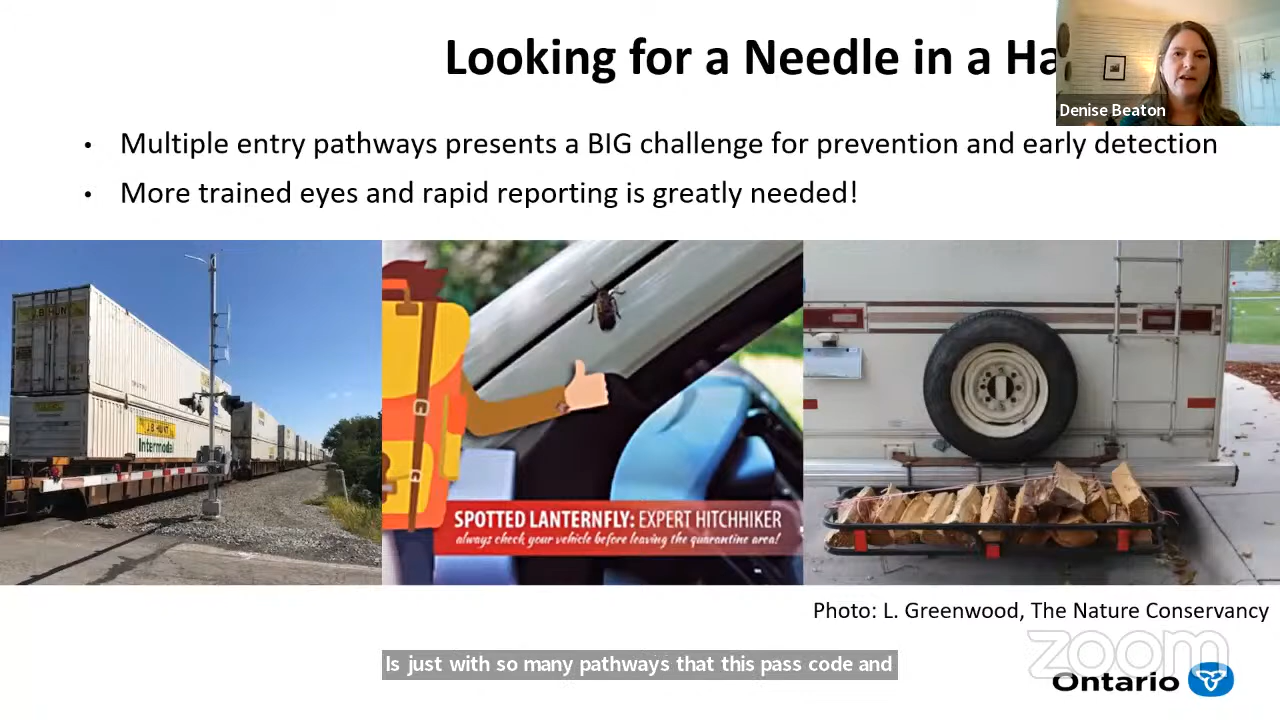 Looking for a Needle in a Ha
Denise Beaton
• Multiple entry pathways presents a BIG challenge for prevention and early detection
• More trained eyes and rapid reporting is greatly needed!
J.B. HUN
J.B. HUNT
Intermodal
SPOTTED LANTERNFLY: EXPERT HITCHHIKER
always check your vehicle before leaving the quarantine area!
Photo: L. Greenwood, The Nature Conservancy
Is just with so many pathways that this pass code and
zoom
Ontario